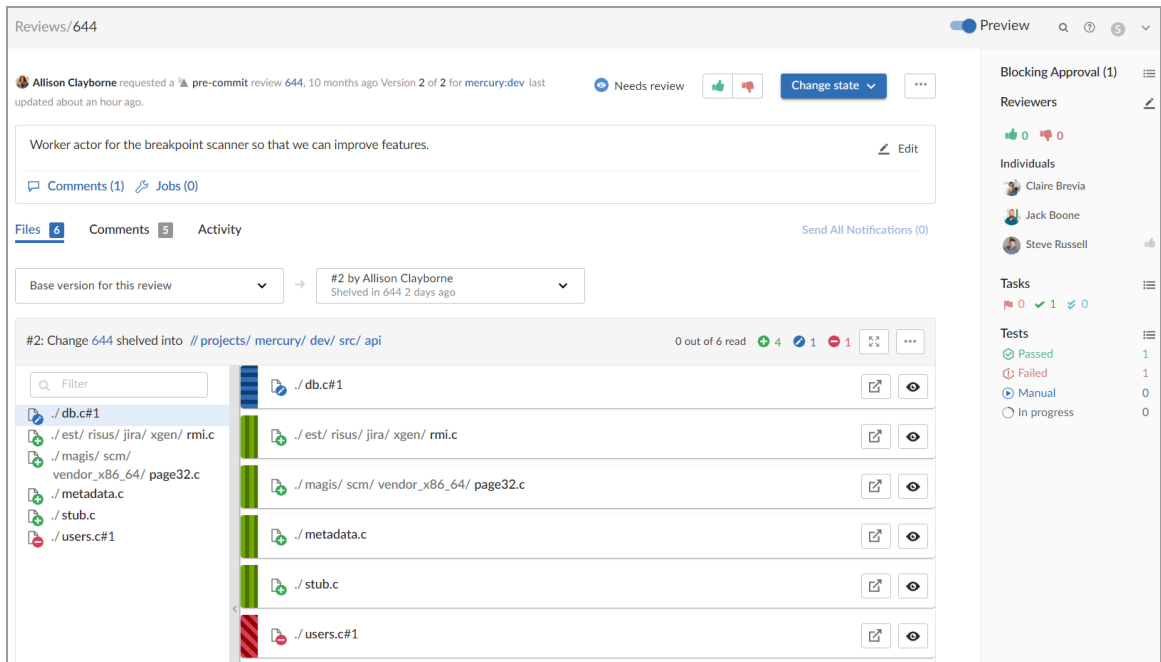 Reviews/644
Preview
S
Allison Clayborne requested a pre-commit review 644, 10 months ago Version 2 of 2 for mercury:dev last
updated about an hour ago.
Needs review
Change state
Worker actor for the breakpoint scanner so that we can improve features.
Edit
Comments (1) Jobs (0)
Files 6 Comments 5 Activity
Send All Notifications (0)
Base version for this review
#2 by Allison Clayborne
Shelved in 644 2 days ago
#2: Change 644 shelved into //projects/ mercury/ dev/ src/ api
0 out of 6 read 4 1 1
Filter
./ db.c#1
./ est/ risus/ jira/ xgen/ rmi.c
./ magis/ scm/
vendor_x86_64/ page32.c
./ metadata.c
./ stub.c
./ users.c#1
./ db.c#1
./ est/ risus/ jira/ xgen/ rmi.c
./ magis/ scm/ vendor_x86_64/ page32.c
./ metadata.c
./ stub.c
./ users.c#1
Blocking Approval (1)
Reviewers
0 0
Individuals
Claire Brevia
Jack Boone
Steve Russell
Tasks
0 1 0
Tests
Passed 1
Failed 1
Manual 0
In progress 0